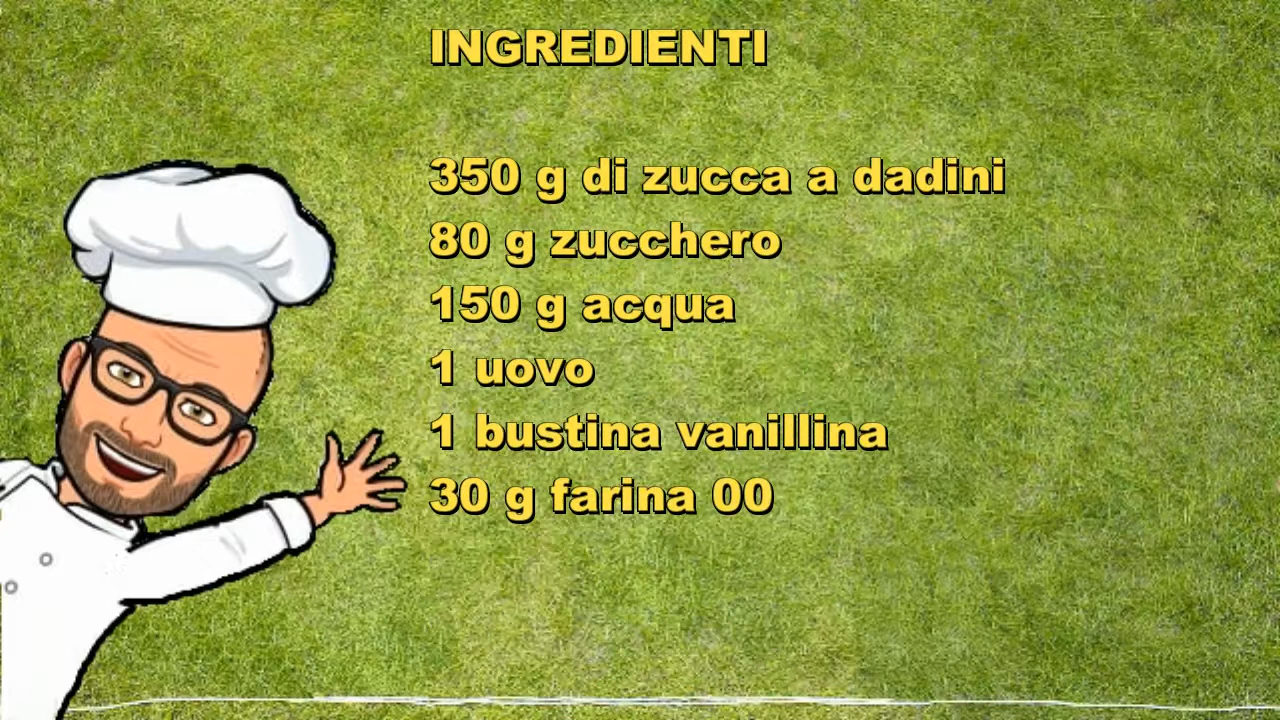 INGREDIENTI
350 g di zucca a dadini
80 g zucchero
150 g acqua
1 uovo
1 bustina vanillina
30 g farina 00